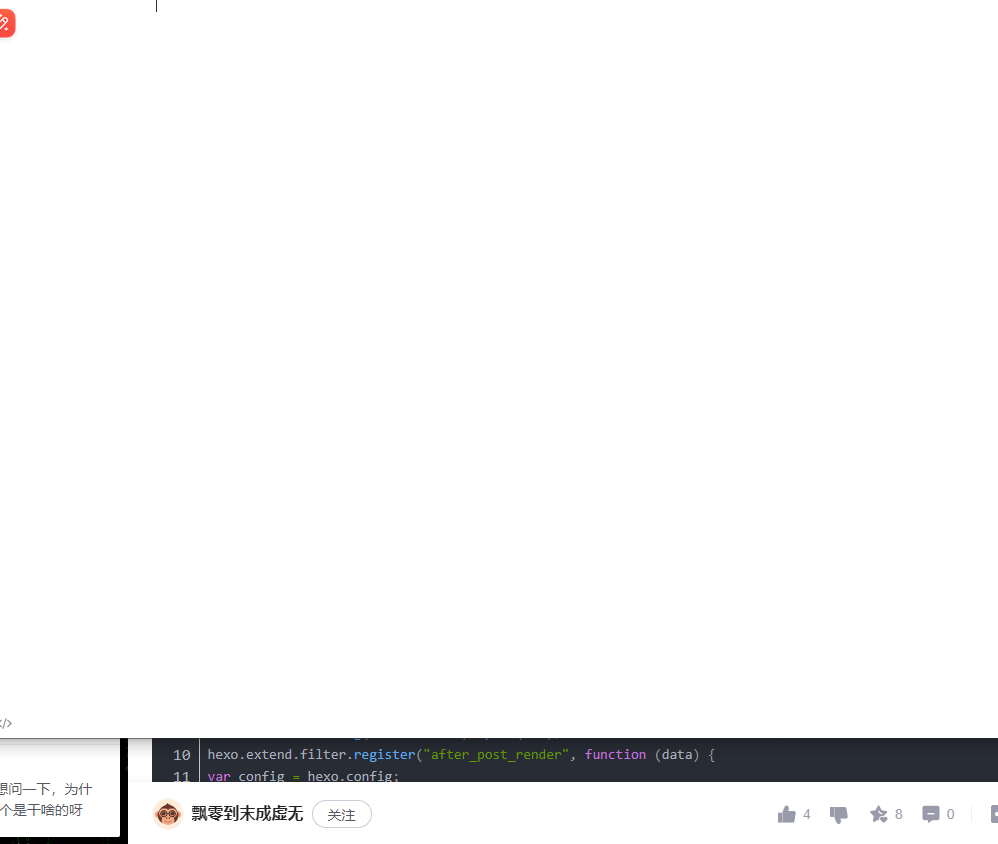 </>
10 hexo.extend.filter.register("after_post_render", function (data) {
11 var config = hexo.config;
想问一下，为什
个是干啥的呀
飘零到末成虚无 关注 4 8 0